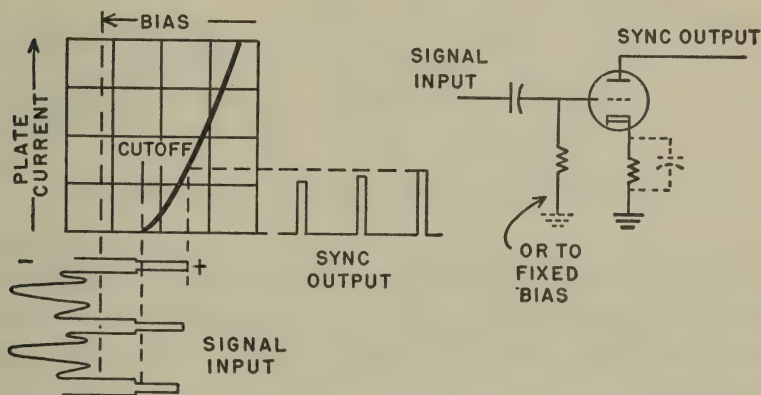 BIAS
SIGNAL
INPUT
SYNC OUTPUT
PLATE
CURRENT
CUTOFF
-
+
SYNC
OUTPUT
OR TO
FIXED
BIAS
SIGNAL
INPUT